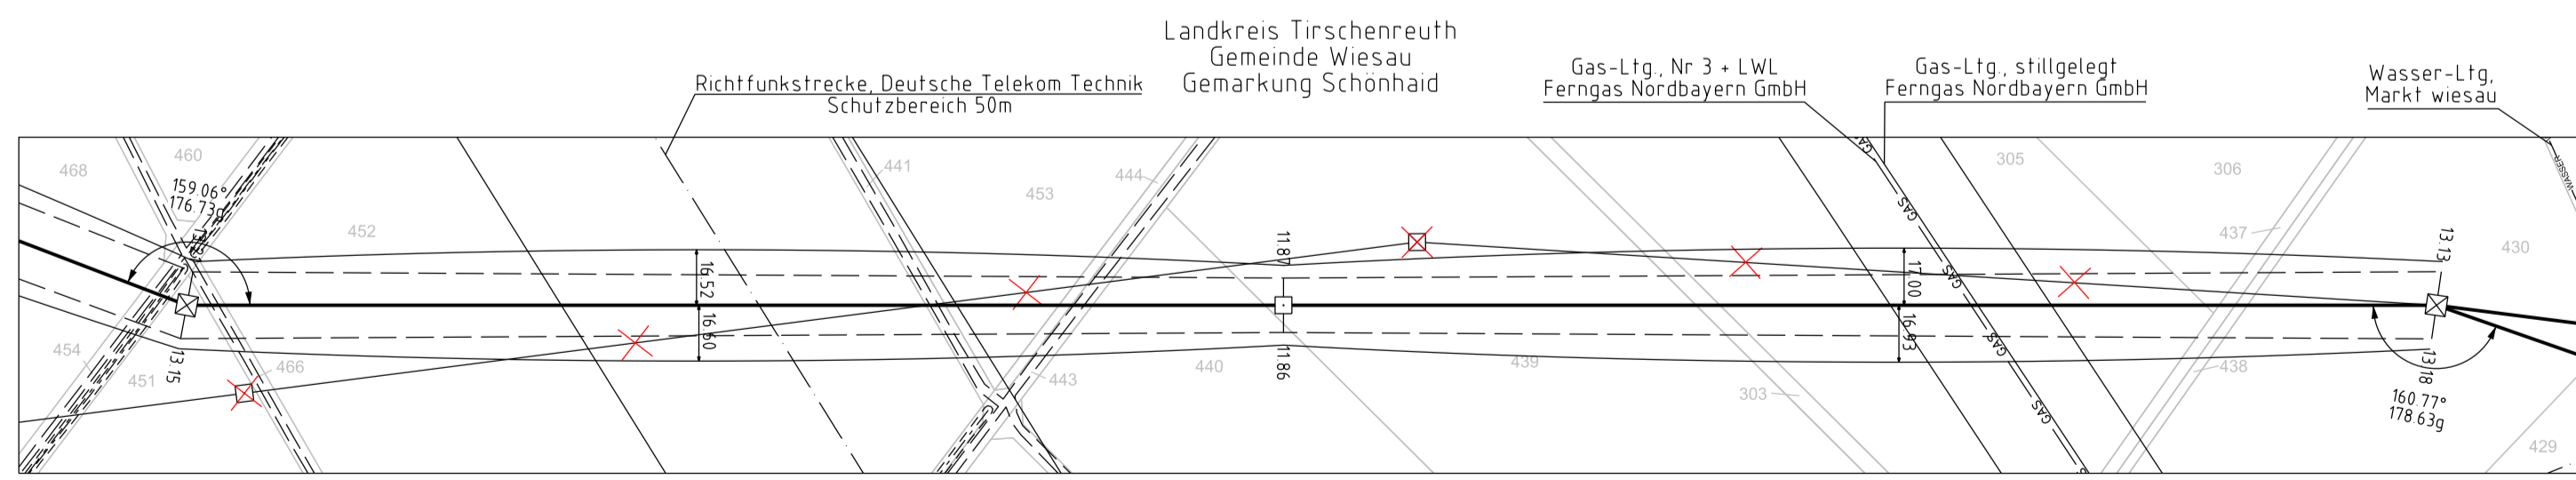 Landkreis Tirschenreuth
Gemeinde Wiesau
Gemarkung Schönhaid
Richtfunkstrecke, Deutsche Telekom Technik
Schutzbereich 50m
Gas-Ltg., Nr 3 + LWL
Ferngas Nordbayern GmbH
Gas-Ltg., stillgelegt
Ferngas Nordbayern GmbH
Wasser-Ltg,
Markt wiesau
468
460
159.06°
176.73g
452
441
453
444
305
306
437
430
GAS
GAS
GAS
GAS
GAS
WASSER
16.52
16.60
11.87
11.86
17.00
16.93
13.13
13.18
13.15
454
451
466
443
440
439
303
438
429
160.77°
178.63g